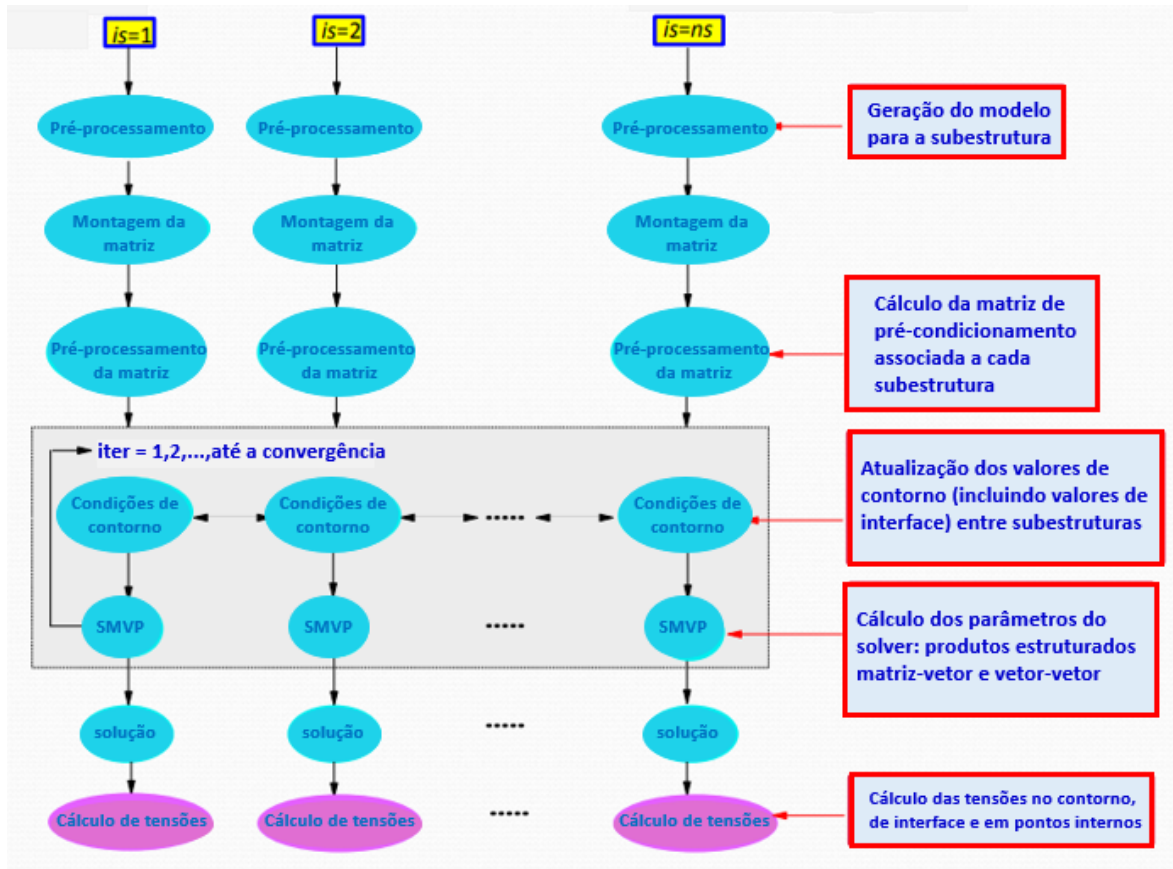 is=1
is=2
is=ns
Pré-processamento
Pré-processamento
Pré-processamento
Geração do modelo
para a subestrutura
Montagem da
matriz
Montagem da
matriz
Montagem da
matriz
Pré-processamento
da matriz
Pré-processamento
da matriz
Pré-processamento
da matriz
Cálculo da matriz de
pré-condicionamento
associada a cada
subestrutura
iter = 1,2,...,até a convergência
Condições de
contorno
Condições de
contorno
.....
Condições de
contorno
Atualização dos valores de
contorno (incluindo valores de
interface) entre subestruturas
SMVP
SMVP
.....
SMVP
Cálculo dos parâmetros do
solver: produtos estruturados
matriz-vetor e vetor-vetor
solução
solução
.....
solução
Cálculo de tensões
Cálculo de tensões
.....
Cálculo de tensões
Cálculo das tensões no contorno,
de interface e em pontos internos